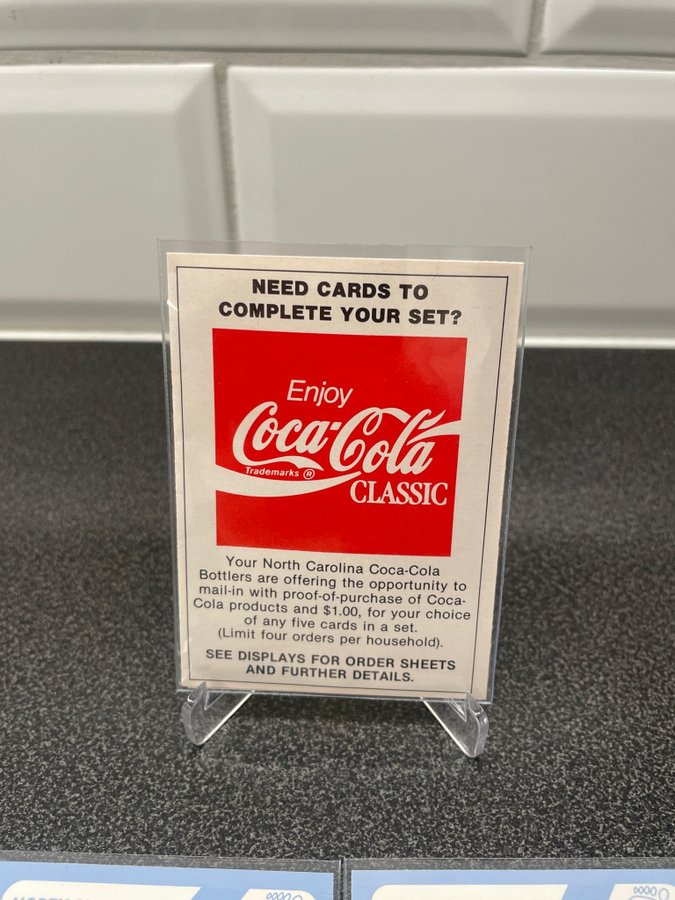 NEED CARDS TO
COMPLETE YOUR SET?
Enjoy
Coca-Cola
Trademarks ®
CLASSIC
Your North Carolina Coca-Cola
Bottlers are offering the opportunity to
mail-in with proof-of-purchase of Coca-
Cola products and $1.00, for your choice
of any five cards in a set.
(Limit four orders per household).
SEE DISPLAYS FOR ORDER SHEETS
AND FURTHER DETAILS.